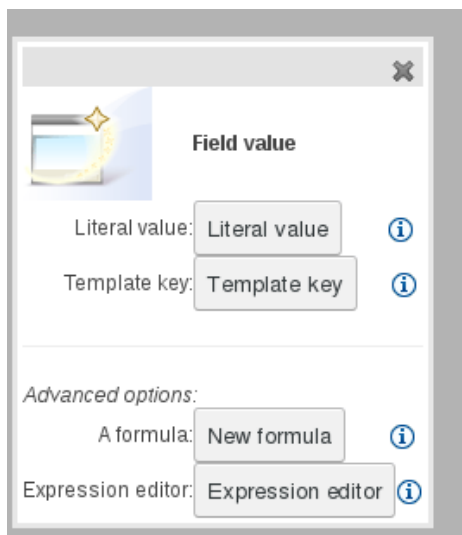 Field value
Literal value: Literal value
Template key: Template key
Advanced options:
A formula: New formula
Expression editor: Expression editor